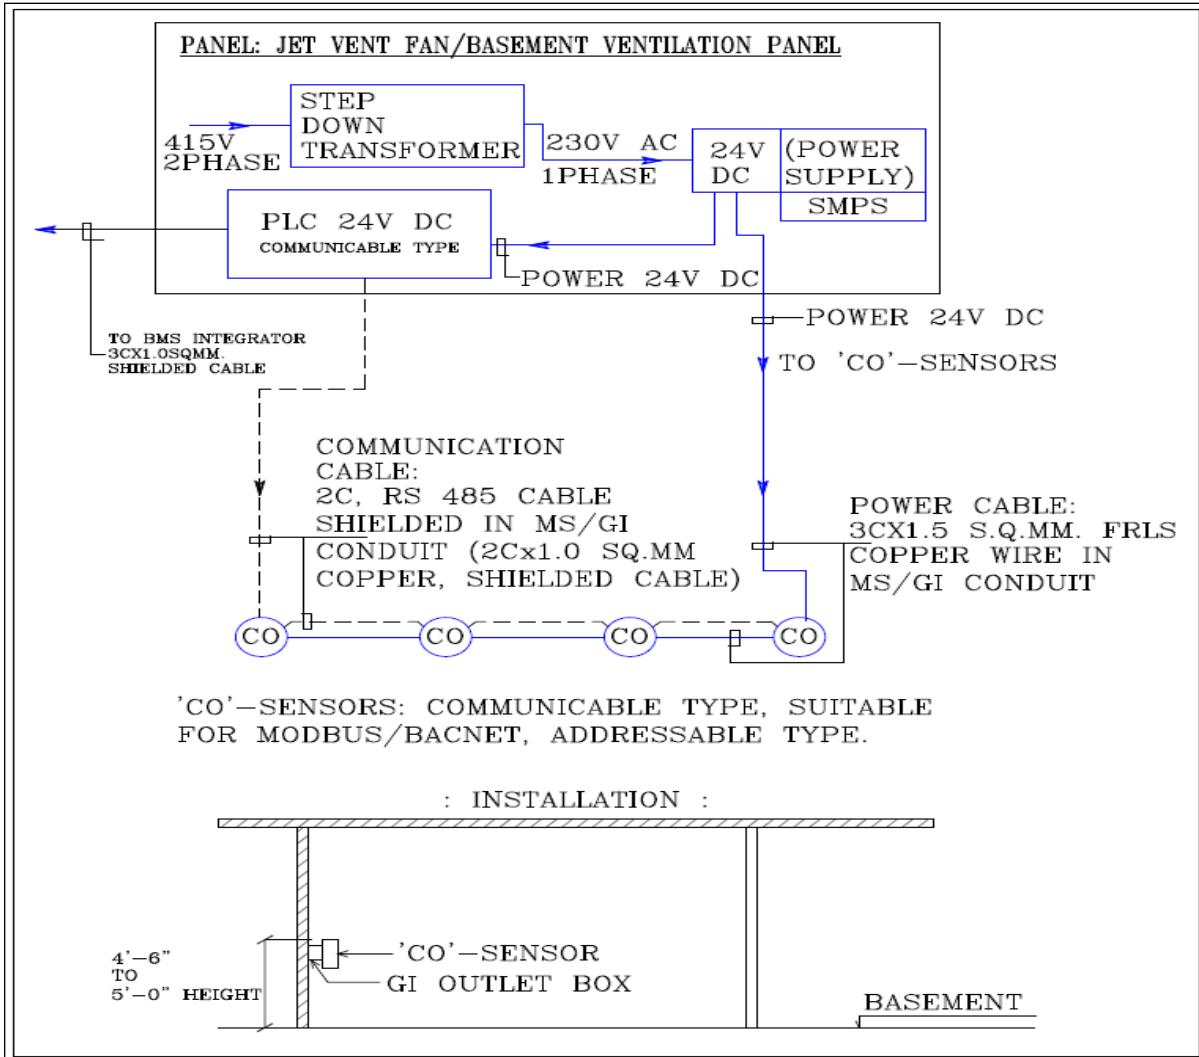 PANEL: JET VENT FAN/BASEMENT VENTILATION PANEL
STEP
DOWN
TRANSFORMER
415V
2PHASE
230V AC
1PHASE
24V
DC
(POWER
SUPPLY)
SMPS
PLC 24V DC
COMMUNICABLE TYPE
POWER 24V DC
TO BMS INTEGRATOR
3CX1.0SQMM.
SHIELDED CABLE
POWER 24V DC
TO 'CO'-SENSORS
COMMUNICATION
CABLE:
2C, RS 485 CABLE
SHIELDED IN MS/GI
CONDUIT (2Cx1.0 SQ.MM
COPPER, SHIELDED CABLE)
POWER CABLE:
3CX1.5 S.Q.MM. FRLS
COPPER WIRE IN
MS/GI CONDUIT
CO
CO
CO
CO
'CO'-SENSORS: COMMUNICABLE TYPE, SUITABLE
FOR MODBUS/BACNET, ADDRESSABLE TYPE.
: INSTALLATION :
4'-6"
TO
5'-0" HEIGHT
'CO'-SENSOR
GI OUTLET BOX
BASEMENT